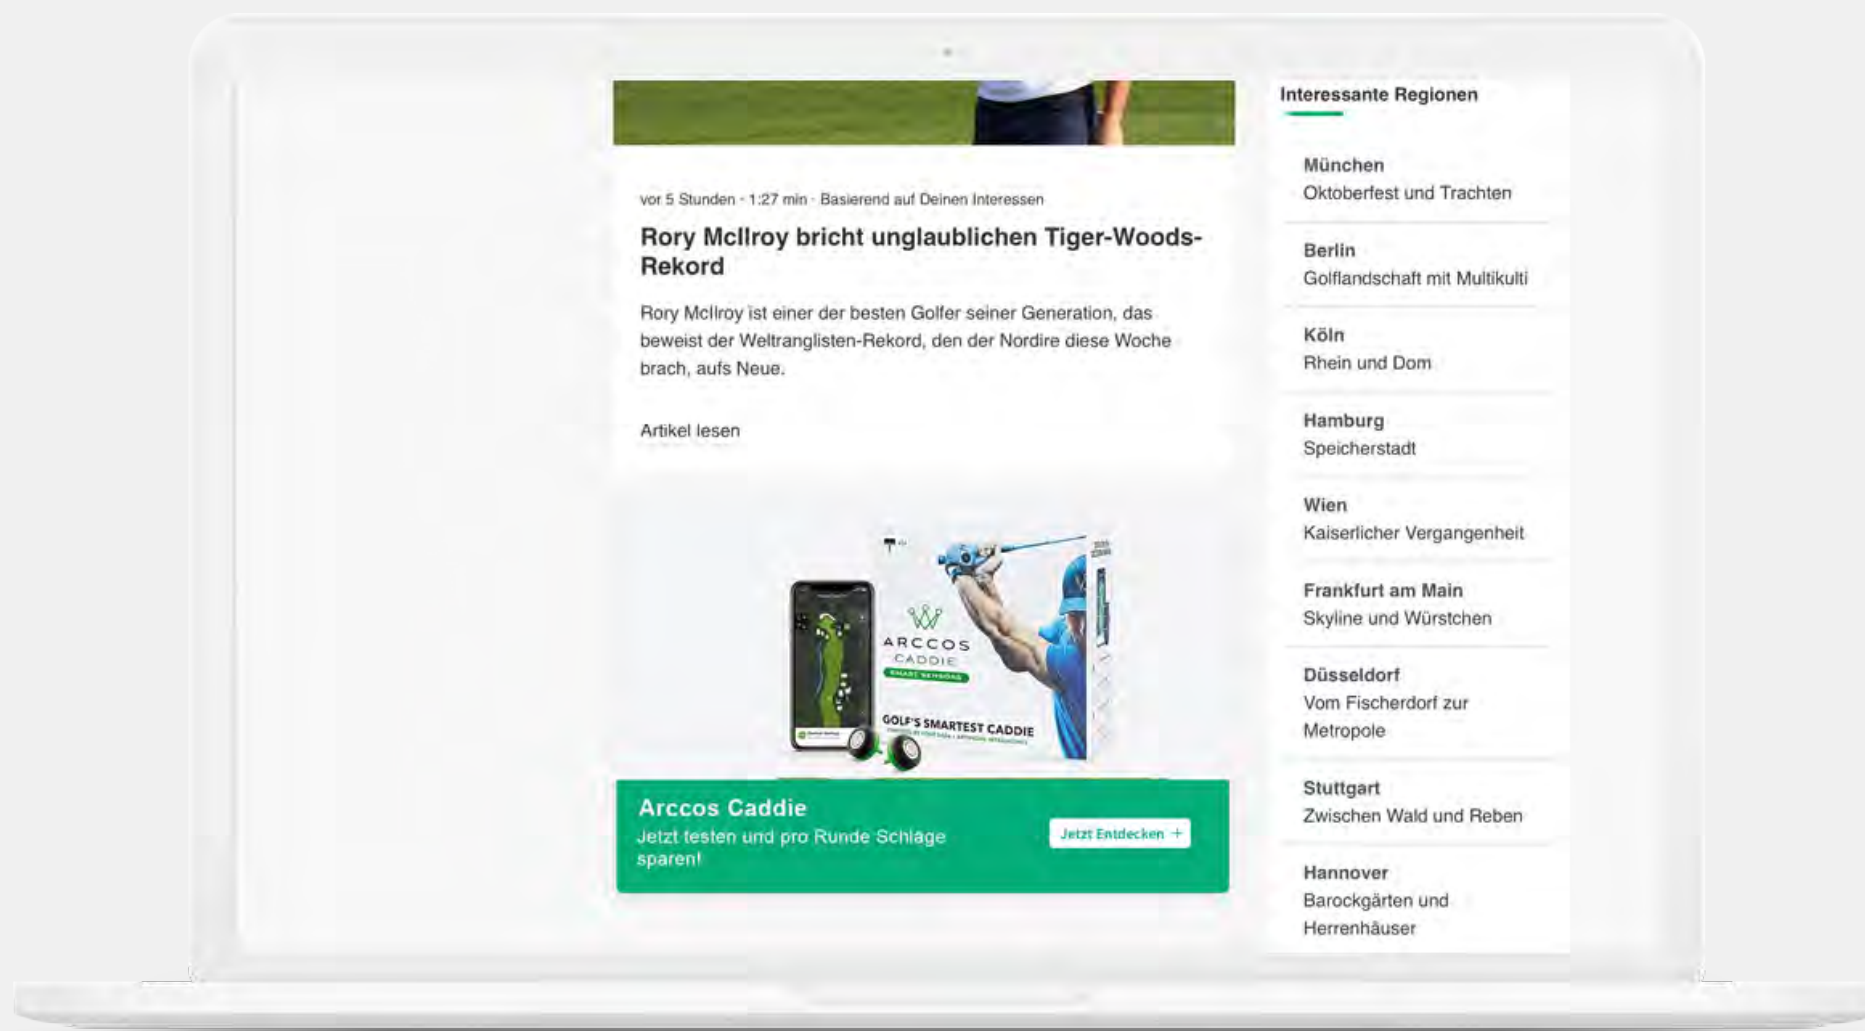 vor 5 Stunden · 1:27 min · Basierend auf Deinen Interessen
Rory McIlroy bricht unglaublichen Tiger-Woods-
Rekord
Rory McIlroy ist einer der besten Golfer seiner Generation, das
beweist der Weltranglisten-Rekord, den der Nordire diese Woche
brach, aufs Neue.
Artikel lesen
ARCCOS
CADDIE
SMART SENSORS
GOLF'S SMARTEST CADDIE
Arccos Caddie
Jetzt testen und pro Runde Schläge
sparen!
Jetzt Entdecken +
Interessante Regionen
München
Oktoberfest und Trachten
Berlin
Golflandschaft mit Multikulti
Köln
Rhein und Dom
Hamburg
Speicherstadt
Wien
Kaiserlicher Vergangenheit
Frankfurt am Main
Skyline und Würstchen
Düsseldorf
Vom Fischerdorf zur
Metropole
Stuttgart
Zwischen Wald und Reben
Hannover
Barockgärten und
Herrenhäuser